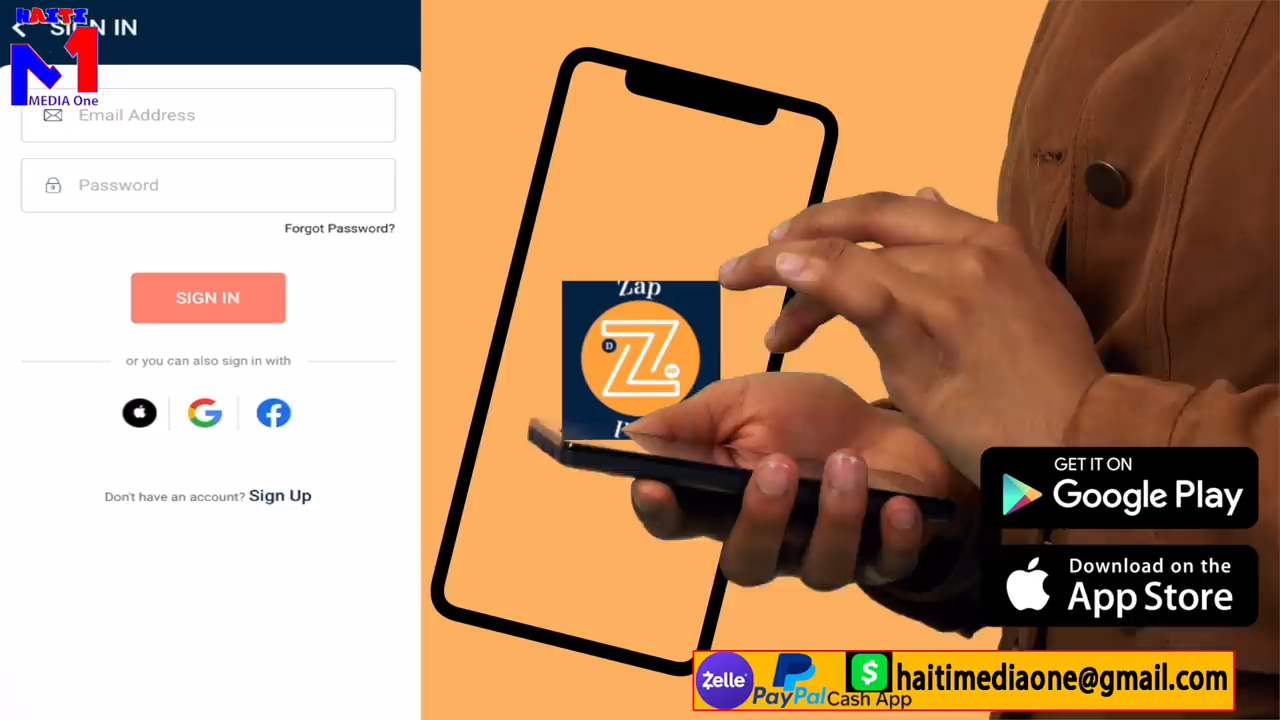 HAITI
M1
MEDIA One
SIGN IN
Email Address
Password
Forgot Password?
SIGN IN
or you can also sign in with
Don't have an account? Sign Up
Zap
Z
D
GET IT ON
Google Play
Download on the
App Store
Zelle
PayPal
$
Cash App
haitimediaone@gmail.com